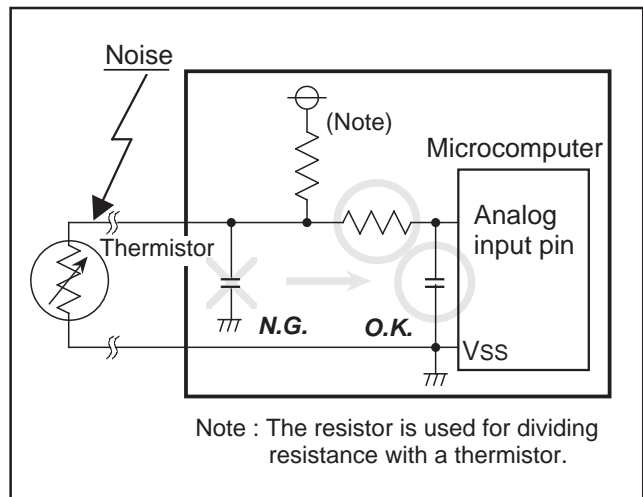 Noise
(Note)
Microcomputer
Analog
input pin
Thermistor
N.G.
O.K.
VSS
Note : The resistor is used for dividing
resistance with a thermistor.